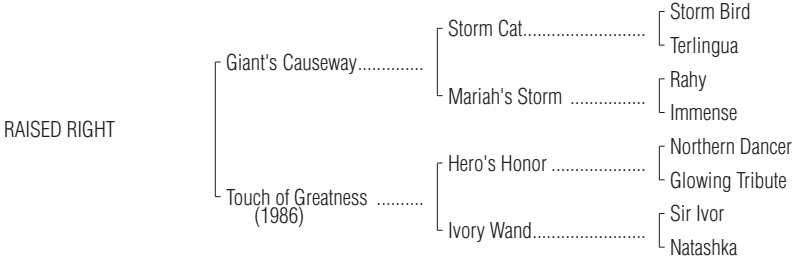 RAISED RIGHT
Giant's Causeway..............
Touch of Greatness ..........
(1986)
Storm Cat..........................
Mariah's Storm ................
Hero's Honor ....................
Ivory Wand........................
Storm Bird
Terlingua
Rahy
Immense
Northern Dancer
Glowing Tribute
Sir Ivor
Natashka